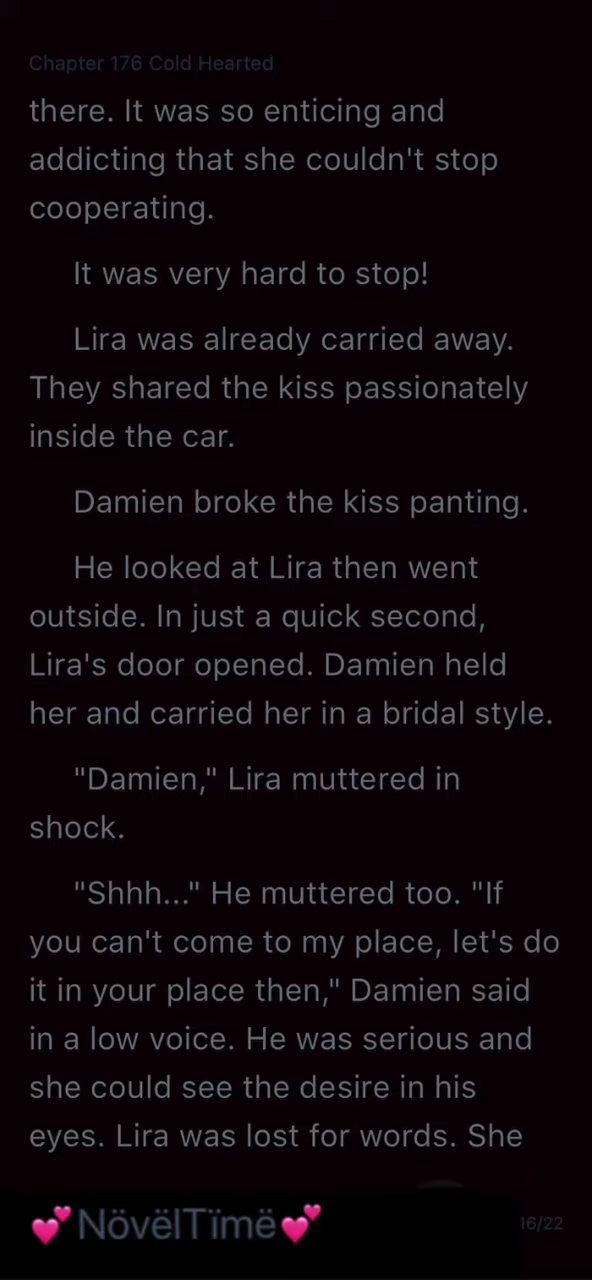 Chapter 176 Cold Hearted
there. It was so enticing and
addicting that she couldn't stop
cooperating.
It was very hard to stop!
Lira was already carried away.
They shared the kiss passionately
inside the car.
Damien broke the kiss panting.
He looked at Lira then went
outside. In just a quick second,
Lira's door opened. Damien held
her and carried her in a bridal style.
"Damien," Lira muttered in
shock.
"Shhh..." He muttered too. "If
you can't come to my place, let's do
it in your place then," Damien said
in a low voice. He was serious and
she could see the desire in his
eyes. Lira was lost for words. She
💕NövëlTïmë💕
16/22